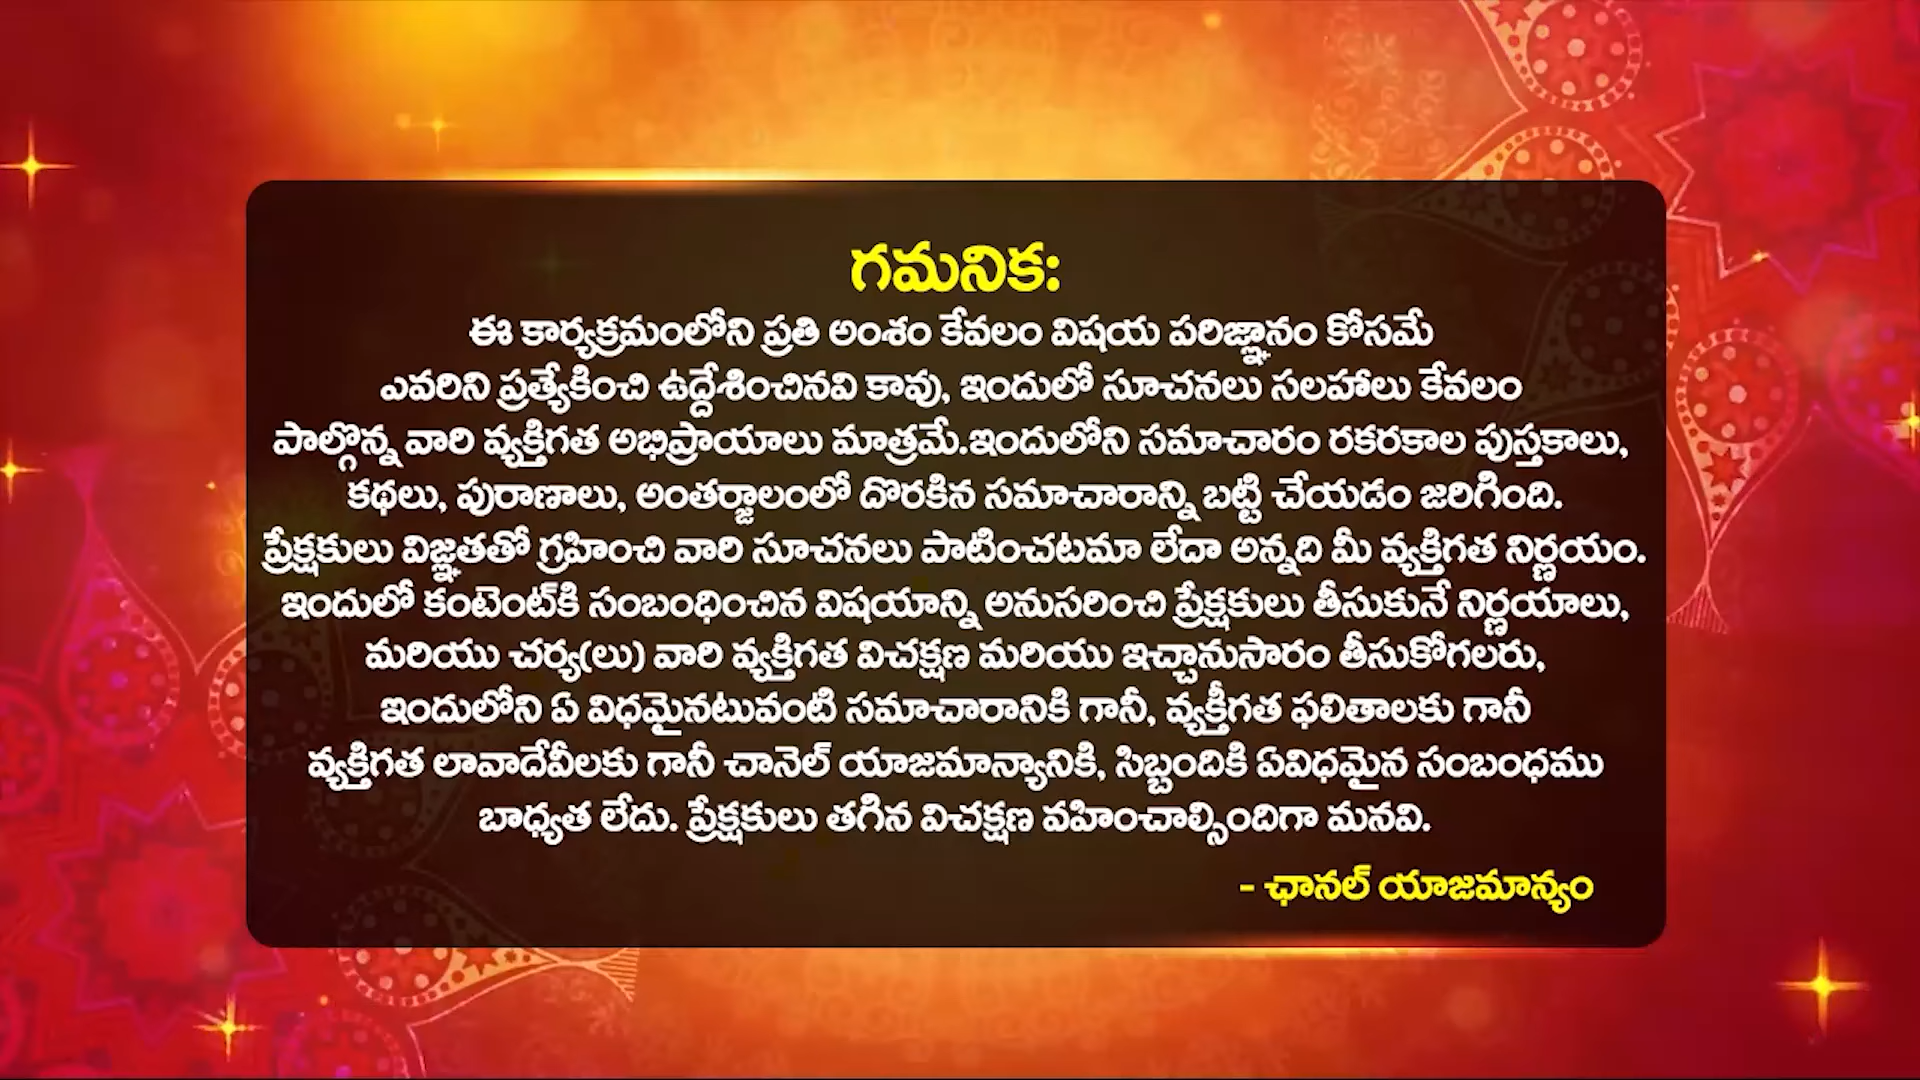 గమనిక:
ఈ కార్యక్రమంలోని ప్రతి అంశం కేవలం విషయ పరిజ్ఞానం కోసమే
ఎవరిని ప్రత్యేకించి ఉద్దేశించినవి కావు, ఇందులో సూచనలు సలహాలు కేవలం
పాల్గొన్న వారి వ్యక్తిగత అభిప్రాయాలు మాత్రమే.ఇందులోని సమాచారం రకరకాల పుస్తకాలు,
కథలు, పురాణాలు, అంతర్జాలంలో దొరకిన సమాచారాన్ని బట్టి చేయడం జరిగింది.
ప్రేక్షకులు విజ్ఞతతో గ్రహించి వారి సూచనలు పాటించటమా లేదా అన్నది మీ వ్యక్తిగత నిర్ణయం.
ఇందులో కంటెంట్‌కి సంబంధించిన విషయాన్ని అనుసరించి ప్రేక్షకులు తీసుకునే నిర్ణయాలు,
మరియు చర్య(లు) వారి వ్యక్తిగత విచక్షణ మరియు ఇచ్చానుసారం తీసుకోగలరు,
ఇందులోని ఏ విధమైనటువంటి సమాచారానికి గానీ, వ్యక్తీగత ఫలితాలకు గానీ
వ్యక్తిగత లావాదేవీలకు గానీ చానెల్ యాజమాన్యానికి, సిబ్బందికి ఏవిధమైన సంబంధము
బాధ్యత లేదు. ప్రేక్షకులు తగిన విచక్షణ వహించాల్సిందిగా మనవి.
- ఛానల్ యాజమాన్యం